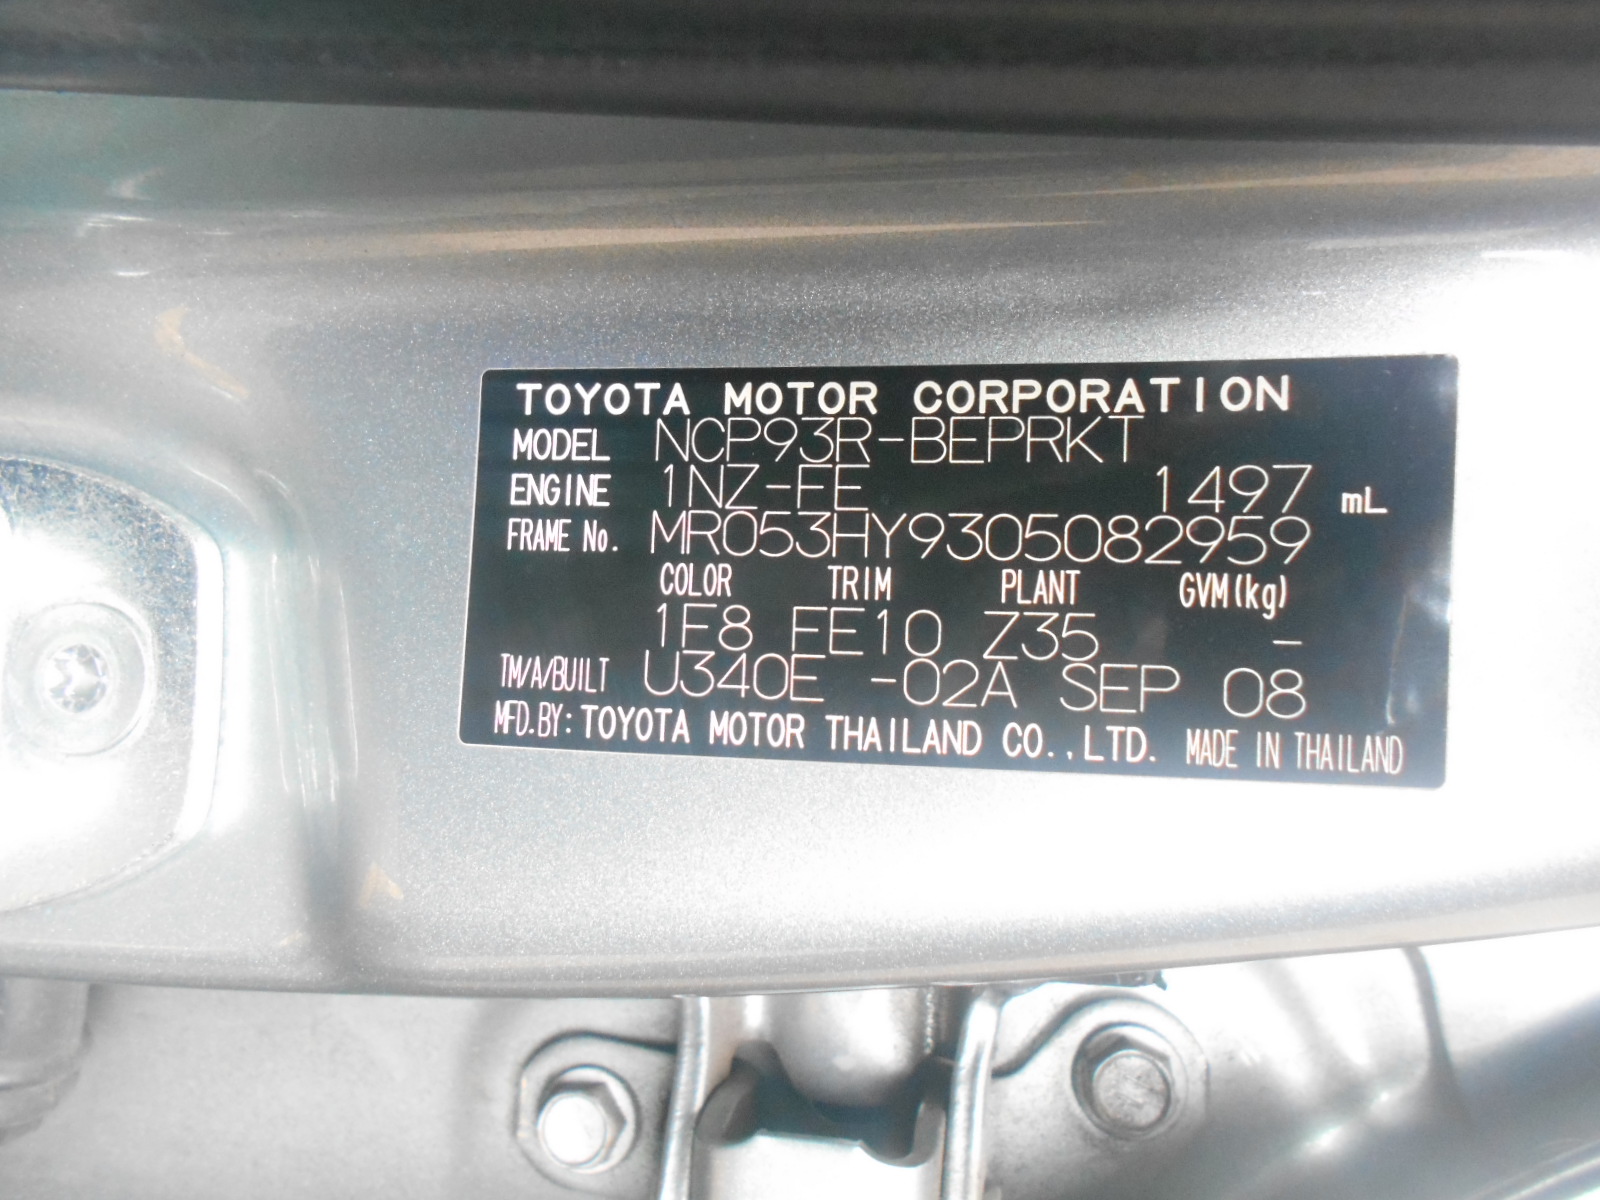 TOYOTA MOTOR CORPORATION
MODEL NCP93R-BEPRKT
ENGINE 1NZ-FE 1497 mL
FRAME No. MR053HY9305082959
COLOR TRIM PLANT GVM(kg)
1F8 FE10 Z35 -
TM/A/BUILT U340E -02A SEP 08
MFD.BY: TOYOTA MOTOR THAILAND CO.,LTD. MADE IN THAILAND